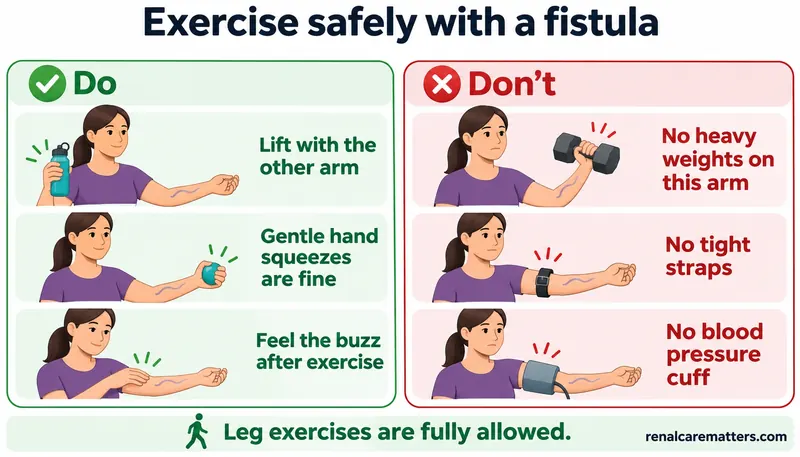 Exercise safely with a fistula
Do
Lift with the
other arm
Gentle hand
squeezes
are fine
Feel the buzz
after exercise
Don't
No heavy
weights on
this arm
No tight
straps
No blood
pressure
cuff
Leg exercises are fully allowed.
renalcarematters.com